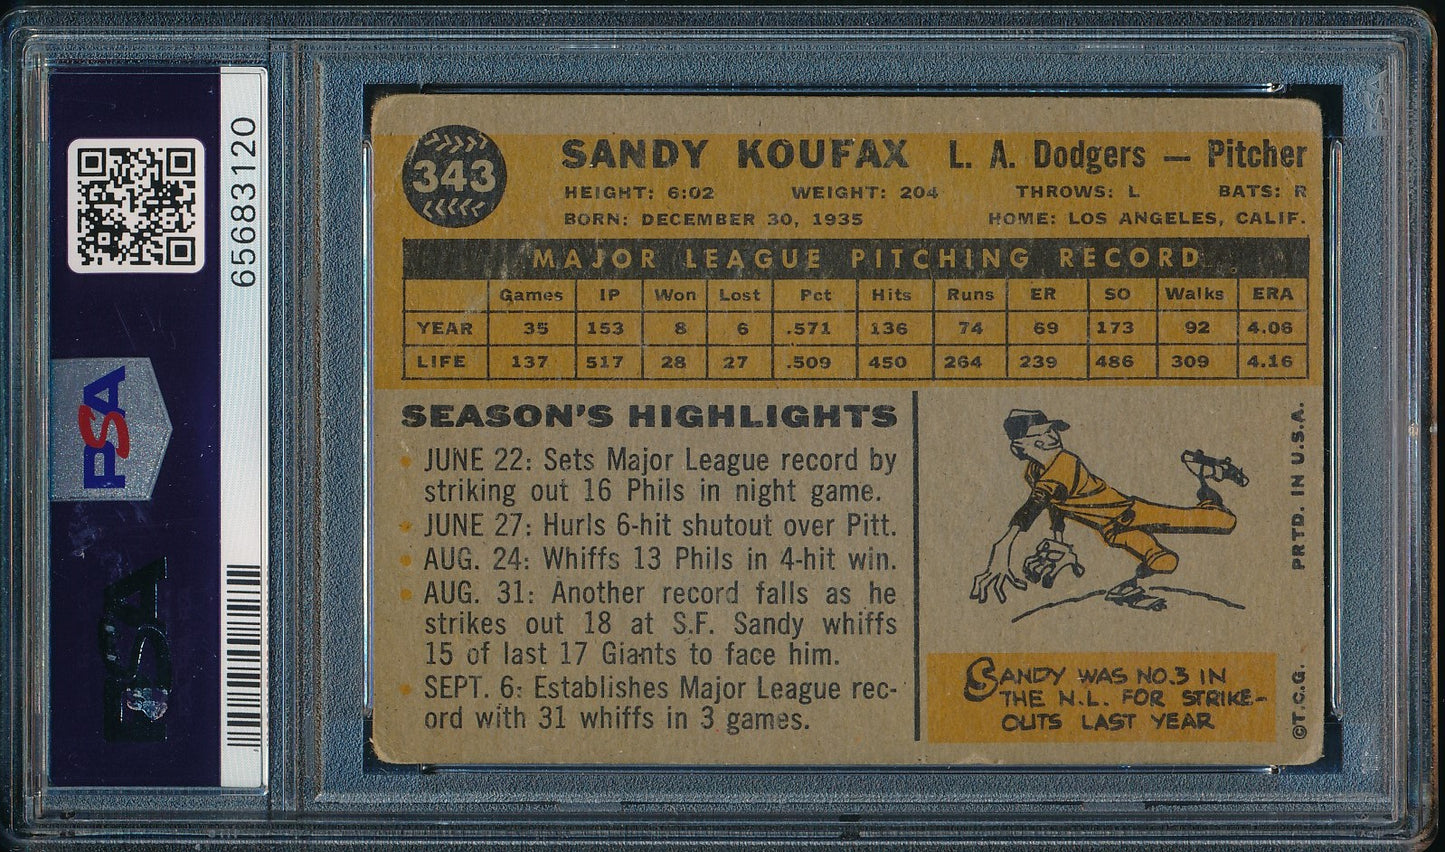 65683120
PSA
PSA
343
SANDY KOUFAX L. A. Dodgers — Pitcher
HEIGHT: 6:02 WEIGHT: 204 THROWS: L BATS: R
BORN: DECEMBER 30, 1935 HOME: LOS ANGELES, CALIF.
MAJOR LEAGUE PITCHING RECORD
Games IP Won Lost Pct Hits Runs ER SO Walks ERA
YEAR 35 153 8 6 .571 136 74 69 173 92 4.06
LIFE 137 517 28 27 .509 450 264 239 486 309 4.16
SEASON'S HIGHLIGHTS
JUNE 22: Sets Major League record by
striking out 16 Phils in night game.
JUNE 27: Hurls 6-hit shutout over Pitt.
AUG. 24: Whiffs 13 Phils in 4-hit win.
AUG. 31: Another record falls as he
strikes out 18 at S.F. Sandy whiffs
15 of last 17 Giants to face him.
SEPT. 6: Establishes Major League rec-
ord with 31 whiffs in 3 games.
SANDY WAS NO.3 IN
THE N.L. FOR STRIKE-
OUTS LAST YEAR
©T.C.G. PRTD. IN U.S.A.